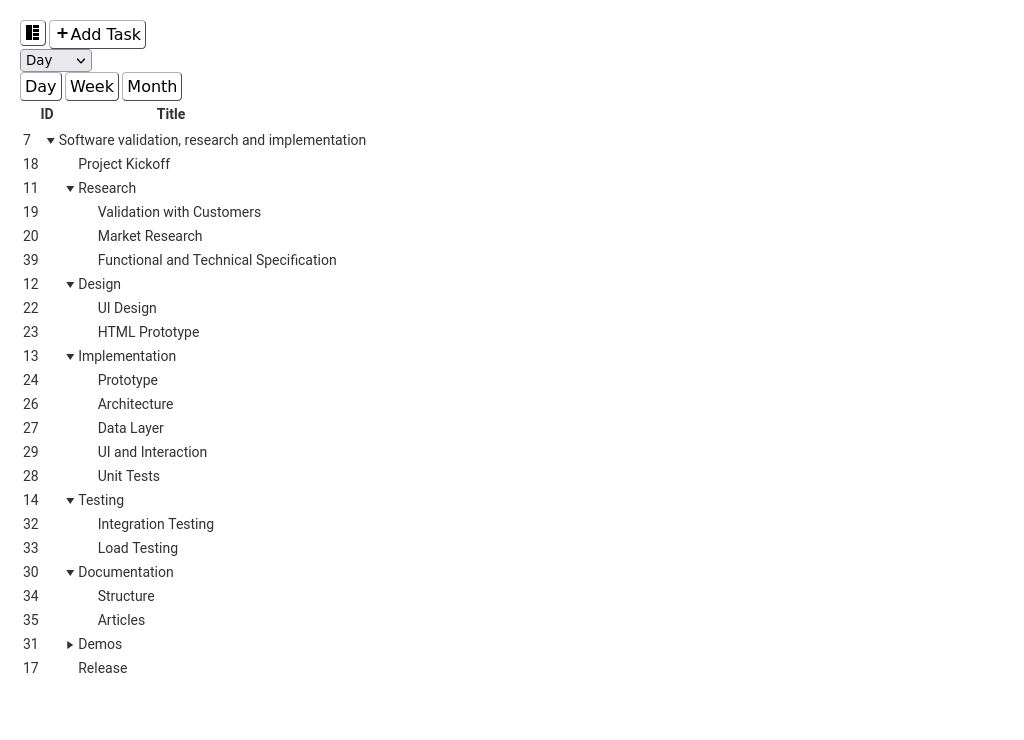 +Add Task
Day
Day Week Month
ID Title
7 Software validation, research and implementation
18 Project Kickoff
11 Research
19 Validation with Customers
20 Market Research
39 Functional and Technical Specification
12 Design
22 UI Design
23 HTML Prototype
13 Implementation
24 Prototype
26 Architecture
27 Data Layer
29 UI and Interaction
28 Unit Tests
14 Testing
32 Integration Testing
33 Load Testing
30 Documentation
34 Structure
35 Articles
31 Demos
17 Release